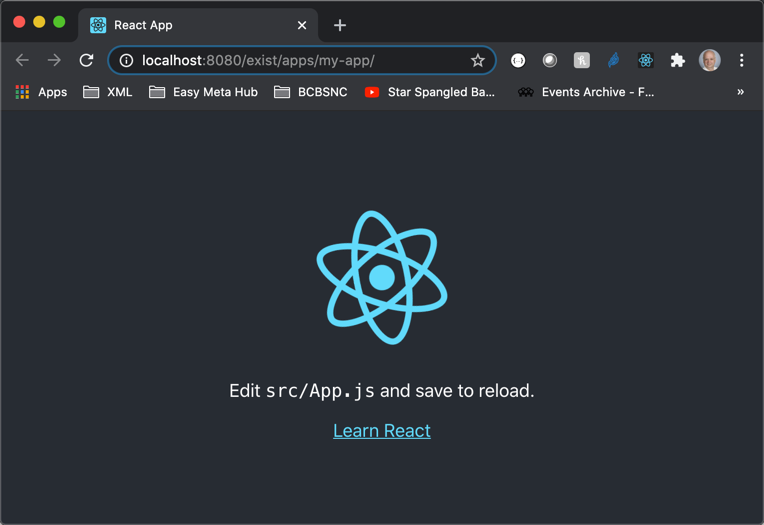 React App
localhost:8080/exist/apps/my-app/
Apps XML Easy Meta Hub BCBSNC Star Spangled Ba... Events Archive - F... »
Edit src/App.js and save to reload.
Learn React